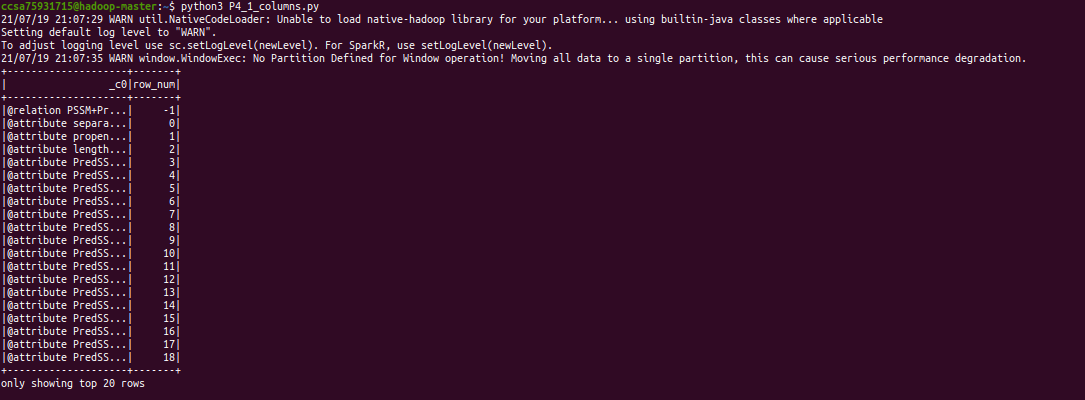 ccsa75931715@hadoop-master:~$ python3 P4_1_columns.py
21/07/19 21:07:29 WARN util.NativeCodeLoader: Unable to load native-hadoop library for your platform... using builtin-java classes where applicable
Setting default log level to "WARN".
To adjust logging level use sc.setLogLevel(newLevel). For SparkR, use setLogLevel(newLevel).
21/07/19 21:07:35 WARN window.WindowExec: No Partition Defined for Window operation! Moving all data to a single partition, this can cause serious performance degradation.
+--------------------+-------+
|                 _c0|row_num|
+--------------------+-------+
|@relation PSSM+Pr...|     -1|
|@attribute separa...|      0|
|@attribute propen...|      1|
|@attribute length...|      2|
|@attribute PredSS...|      3|
|@attribute PredSS...|      4|
|@attribute PredSS...|      5|
|@attribute PredSS...|      6|
|@attribute PredSS...|      7|
|@attribute PredSS...|      8|
|@attribute PredSS...|      9|
|@attribute PredSS...|     10|
|@attribute PredSS...|     11|
|@attribute PredSS...|     12|
|@attribute PredSS...|     13|
|@attribute PredSS...|     14|
|@attribute PredSS...|     15|
|@attribute PredSS...|     16|
|@attribute PredSS...|     17|
|@attribute PredSS...|     18|
+--------------------+-------+
only showing top 20 rows